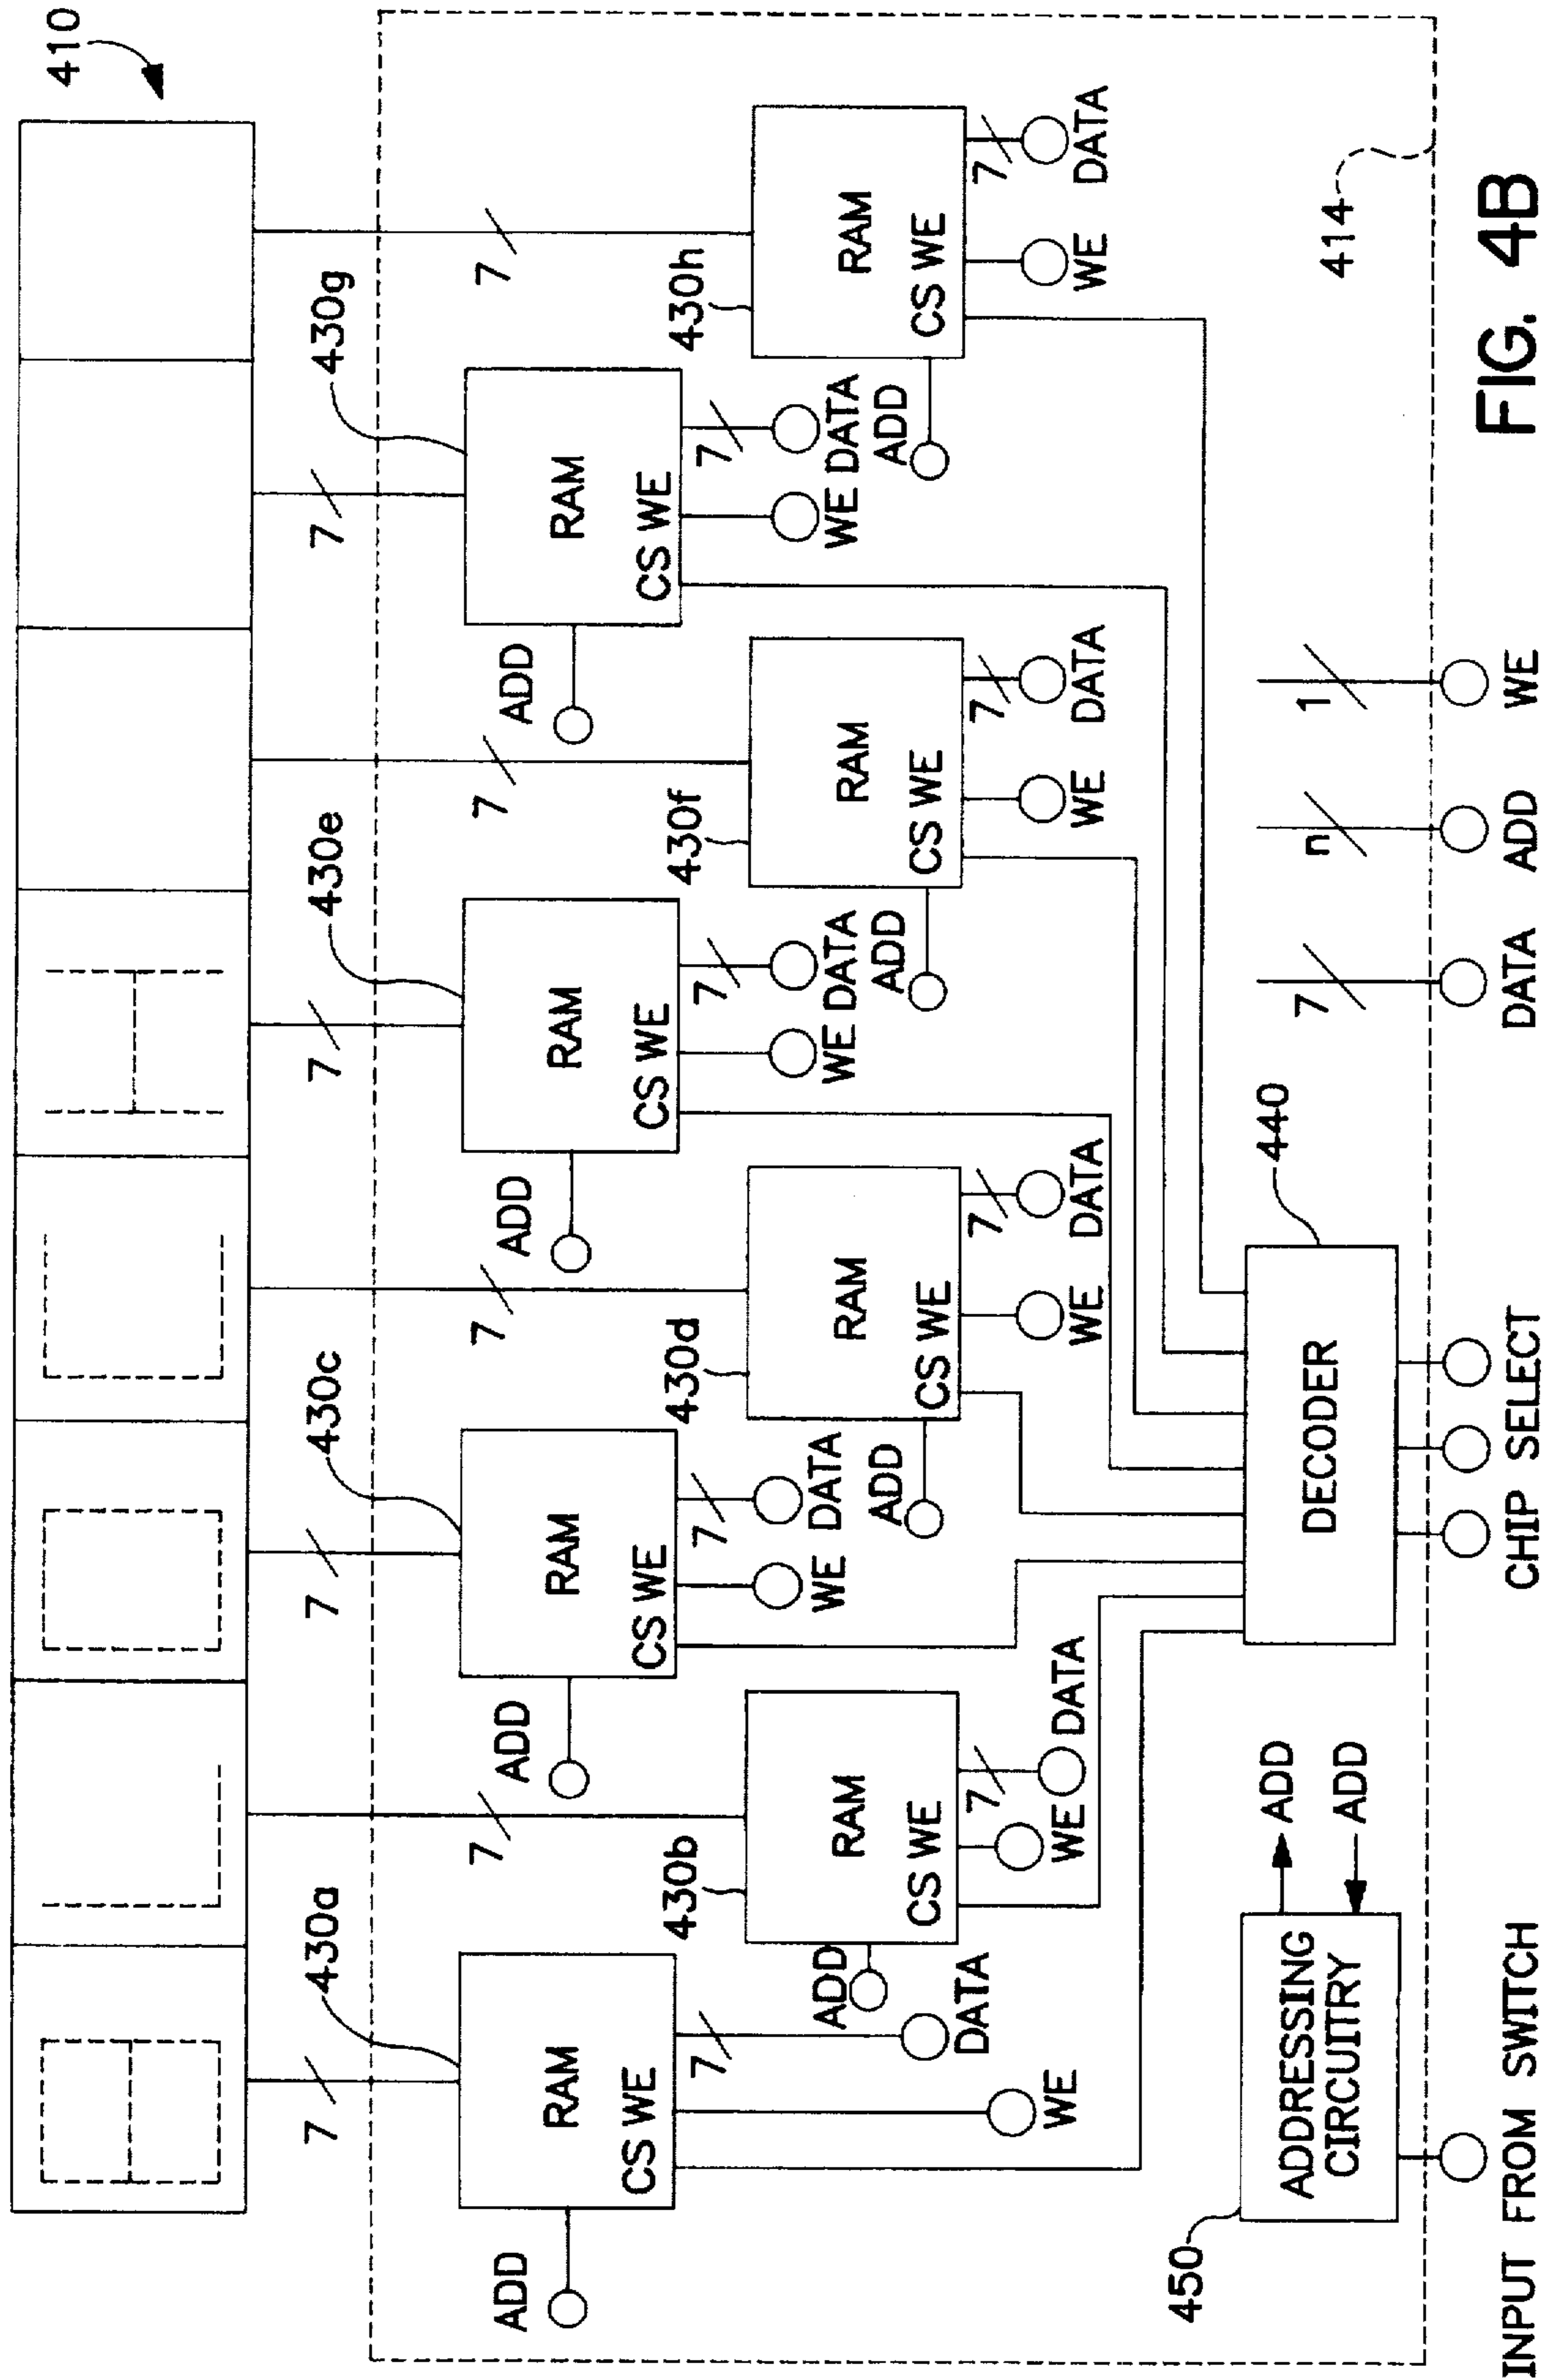 410
BLOCH
7 7 7 7
430a 430c 430e 430g
7 7 7 7
ADD RAM ADD RAM ADD RAM ADD RAM
CS WE CS WE CS WE CS WE
430b 430d 430f 430h
7 7 7 7
WE DATA WE DATA WE DATA
ADD RAM ADD RAM ADD RAM ADD RAM
CS WE CS WE CS WE CS WE
DATA 7 7 7 7
WE WE DATA WE DATA WE DATA WE DATA
450
ADDRESSING
CIRCUITRY
ADD
ADD
DECODER
440
7 n 1
414
INPUT FROM SWITCH CHIP SELECT DATA ADD WE
FIG. 4B